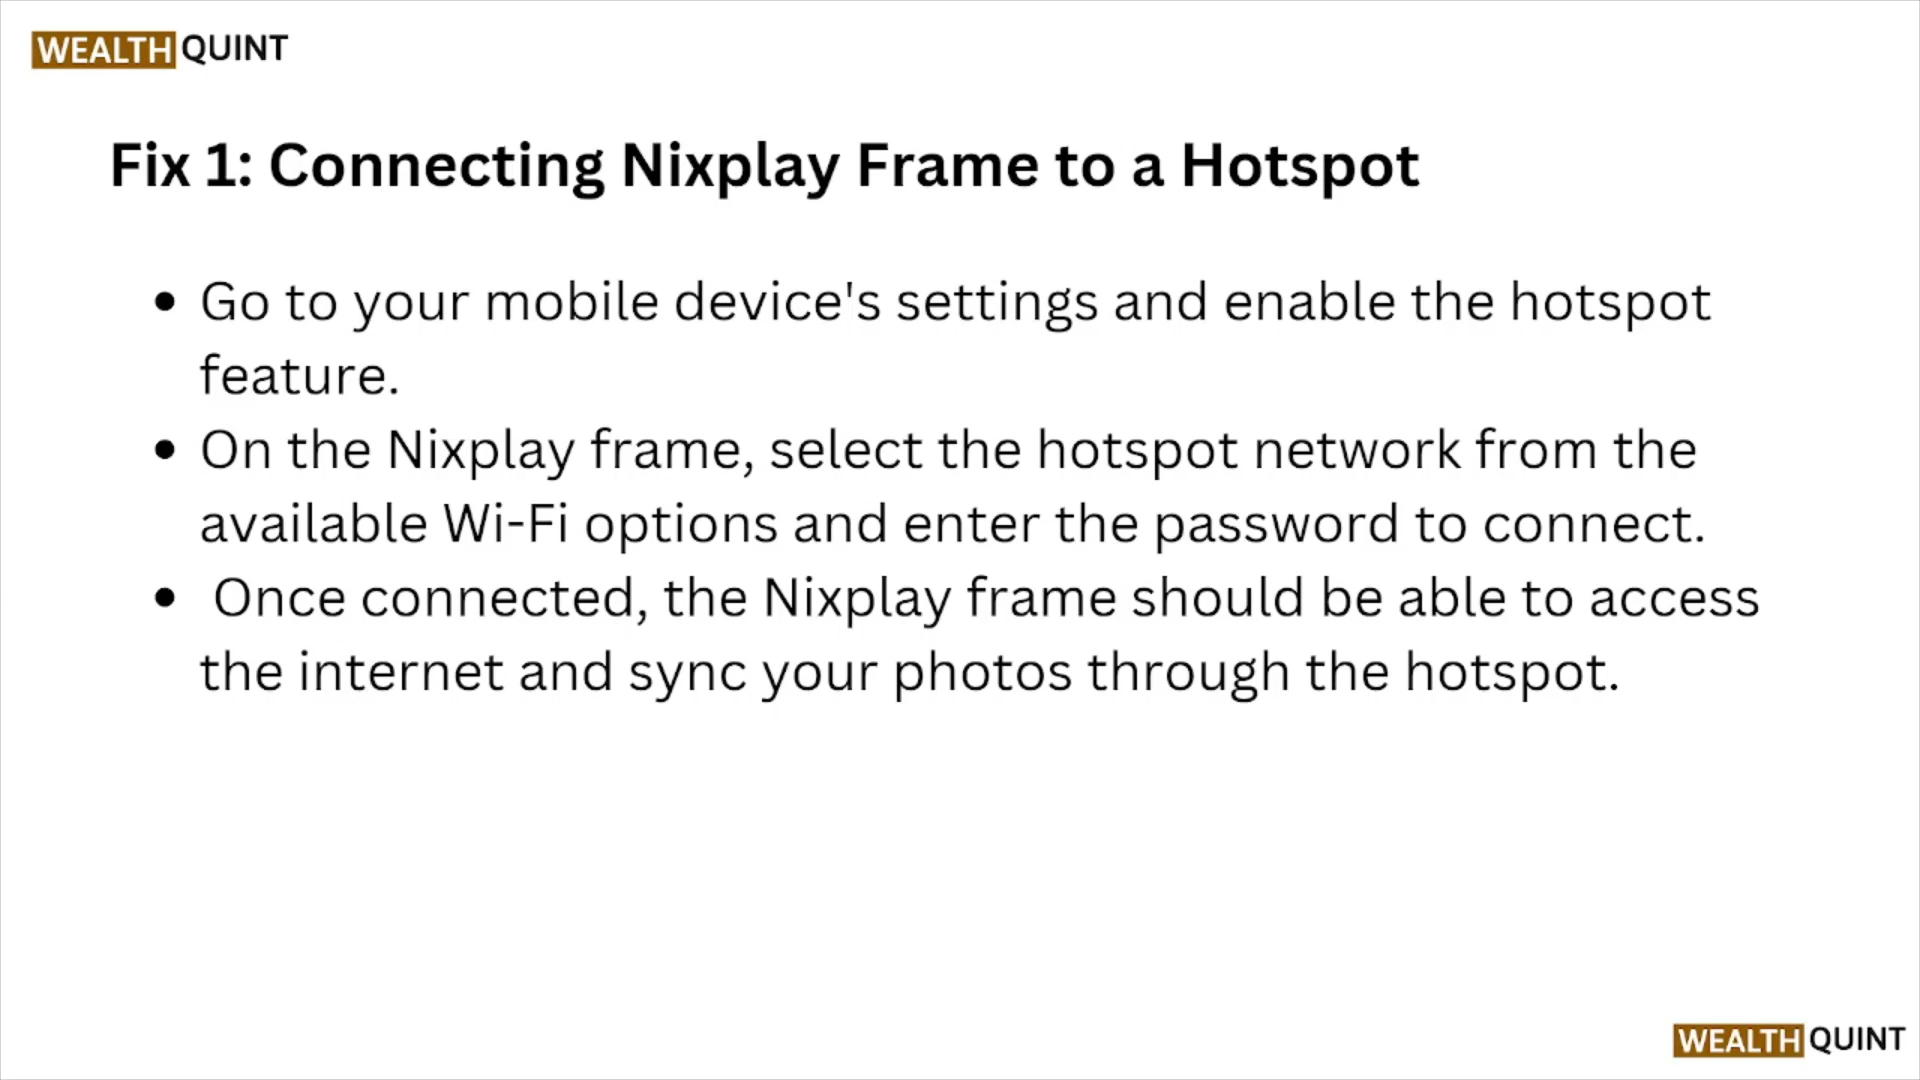 WEALTH QUINT
Fix 1: Connecting Nixplay Frame to a Hotspot
• Go to your mobile device's settings and enable the hotspot
feature.
• On the Nixplay frame, select the hotspot network from the
available Wi-Fi options and enter the password to connect.
• Once connected, the Nixplay frame should be able to access
the internet and sync your photos through the hotspot.
WEALTH QUINT